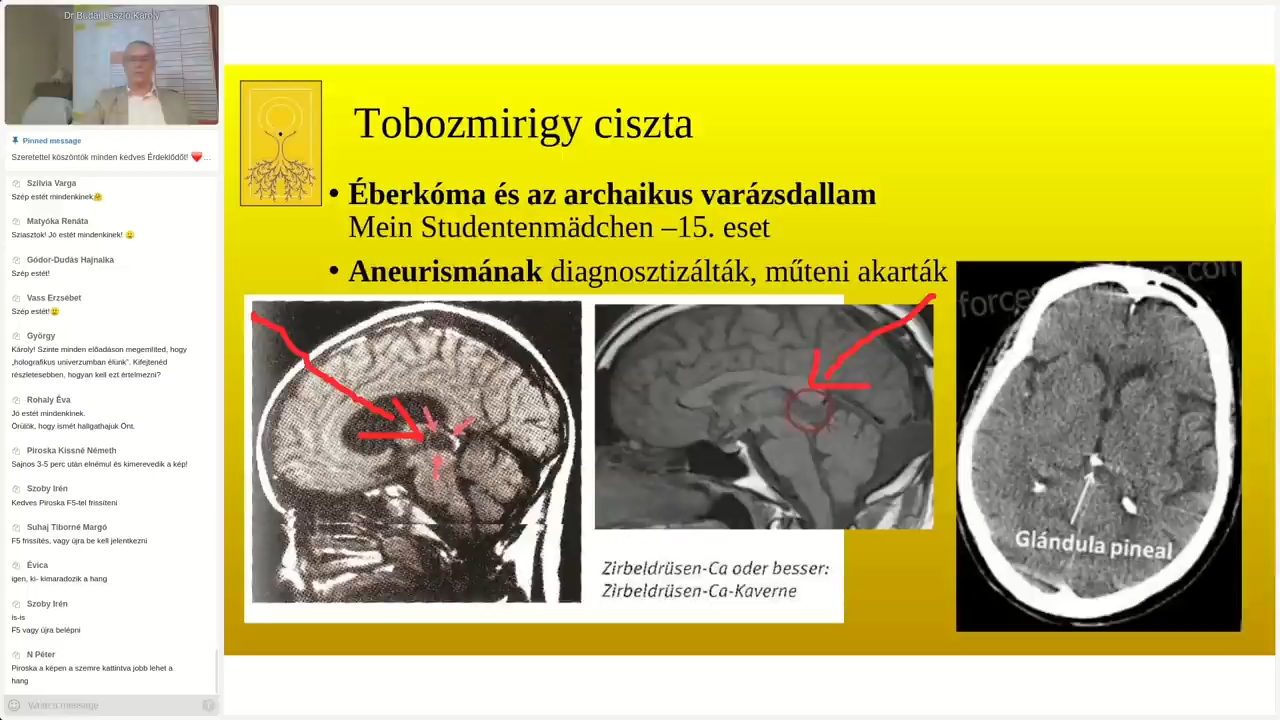 Dr Budai László Károly
Pinned message
Szeretettel köszöntök minden kedves Érdeklődőt! ❤️ ...
Szilvia Varga
Szép estét mindenkinek🤗
Matyóka Renáta
Sziasztok! Jó estét mindenkinek! 🙂
Gódor-Dudás Hajnalka
Szép estét!
Vass Erzsébet
Szép estét!🙂
György
Károly! Szinte minden előadáson megemlíted, hogy
„holografikus univerzumban élünk". Kifejtenéd
részletesebben, hogyan kell ezt értelmezni?
Rohaly Éva
Jó estét mindenkinek.
Örülök, hogy ismét hallgathajuk Önt.
Piroska Kissné Németh
Sajnos 3-5 perc után elnémul és kimerevedik a kép!
Szoby Irén
Kedves Piroska F5-tel frissíteni
Suhaj Tiborné Margó
F5 frissítés, vagy újra be kell jelentkezni
Évica
igen, ki- kimaradozik a hang
Szoby Irén
is-is
F5 vagy újra belépni
N Péter
Piroska a képen a szemre kattintva jobb lehet a
hang
Write a message
Tobozmirigy ciszta
• Éberkóma és az archaikus varázsdallam
Mein Studentenmädchen –15. eset
• Aneurismának diagnosztizálták, műteni akarták
Zirbeldrüsen-Ca oder besser:
Zirbeldrüsen-Ca-Kaverne
Glándula pineal